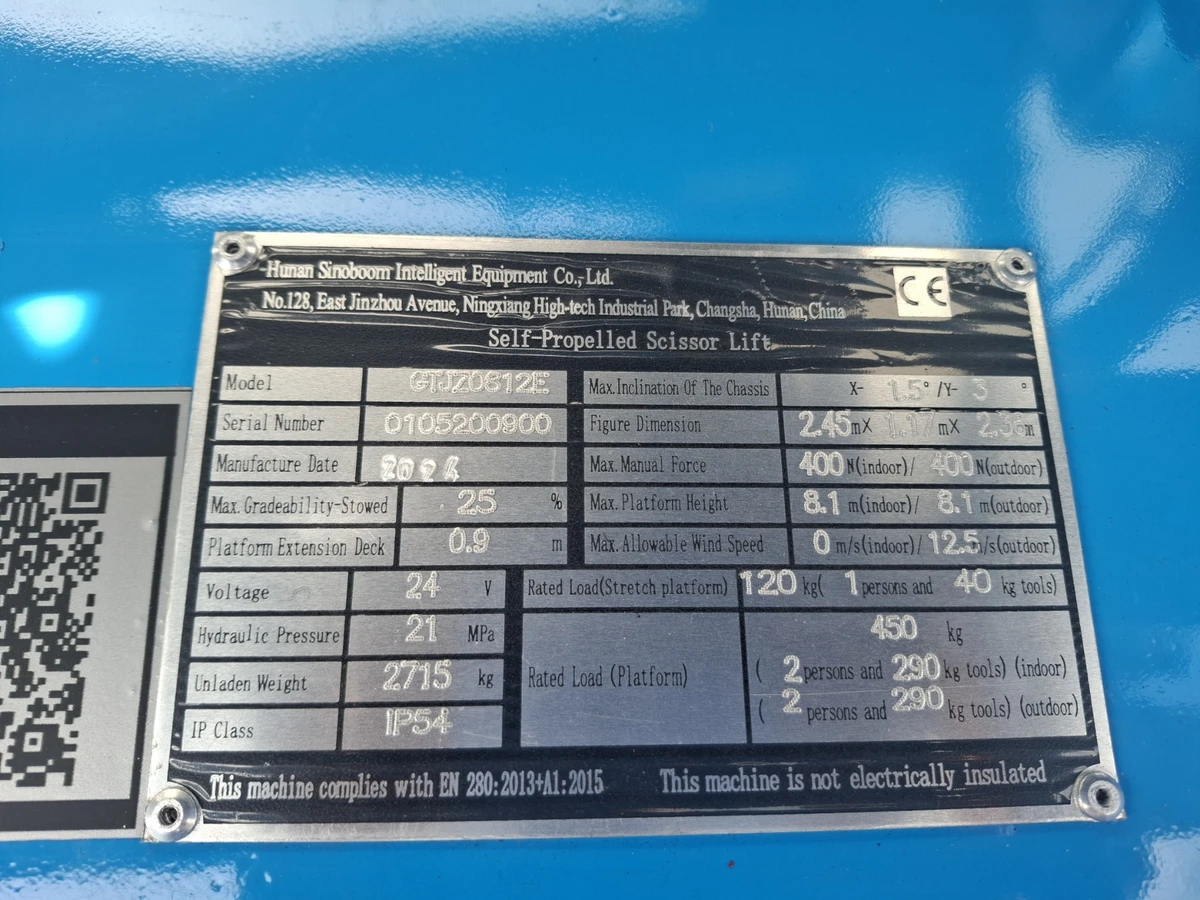 Hunan Sinoboom Intelligent Equipment Co., Ltd.
CE
No.128, East Jinzhou Avenue, Ningxiang High-tech Industrial Park, Changsha, Hunan, China
Self-Propelled Scissor Lift
Model GTJZ0612E Max. Inclination Of The Chassis X- 1.5° /Y- 3 °
Serial Number 0105200900 Figure Dimension 2.45mX 1.17mX 2.36m
Manufacture Date 2024 Max. Manual Force 400 N(indoor)/ 400 N(outdoor)
Max. Gradeability-Stowed 25 % Max. Platform Height 8.1 m(indoor)/ 8.1 m(outdoor)
Platform Extension Deck 0.9 m Max. Allowable Wind Speed 0 m/s(indoor)/ 12.5m/s(outdoor)
Voltage 24 V Rated Load(Stretch platform) 120 kg( 1 persons and 40 kg tools)
Hydraulic Pressure 21 MPa 450 kg
Unladen Weight 2715 kg Rated Load (Platform) ( 2 persons and 290 kg tools) (indoor)
IP Class IP54 ( 2 persons and 290 kg tools) (outdoor)
This machine complies with EN 280:2013+A1:2015 This machine is not electrically insulated